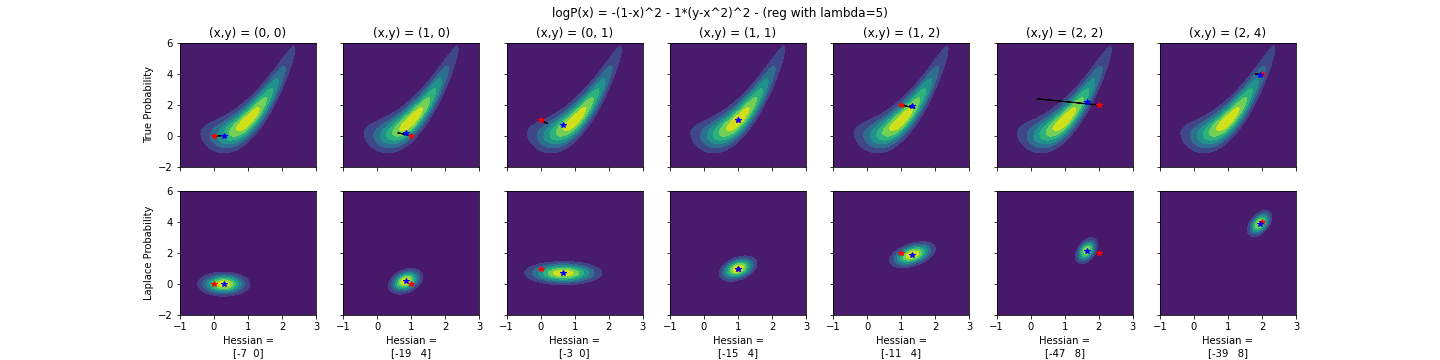 logP(x) = -(1-x)^2 - 1*(y-x^2)^2 - (reg with lambda=5)
(x,y) = (0, 0) (x,y) = (1, 0) (x,y) = (0, 1) (x,y) = (1, 1) (x,y) = (1, 2) (x,y) = (2, 2) (x,y) = (2, 4)
True Probability
6
4
2
0
−2
Laplace Probability
6
4
2
0
−2
−1 0 1 2 3 −1 0 1 2 3 −1 0 1 2 3 −1 0 1 2 3 −1 0 1 2 3 −1 0 1 2 3 −1 0 1 2 3
Hessian = Hessian = Hessian = Hessian = Hessian = Hessian = Hessian =
[-7 0] [-19 4] [-3 0] [-15 4] [-11 4] [-47 8] [-39 8]